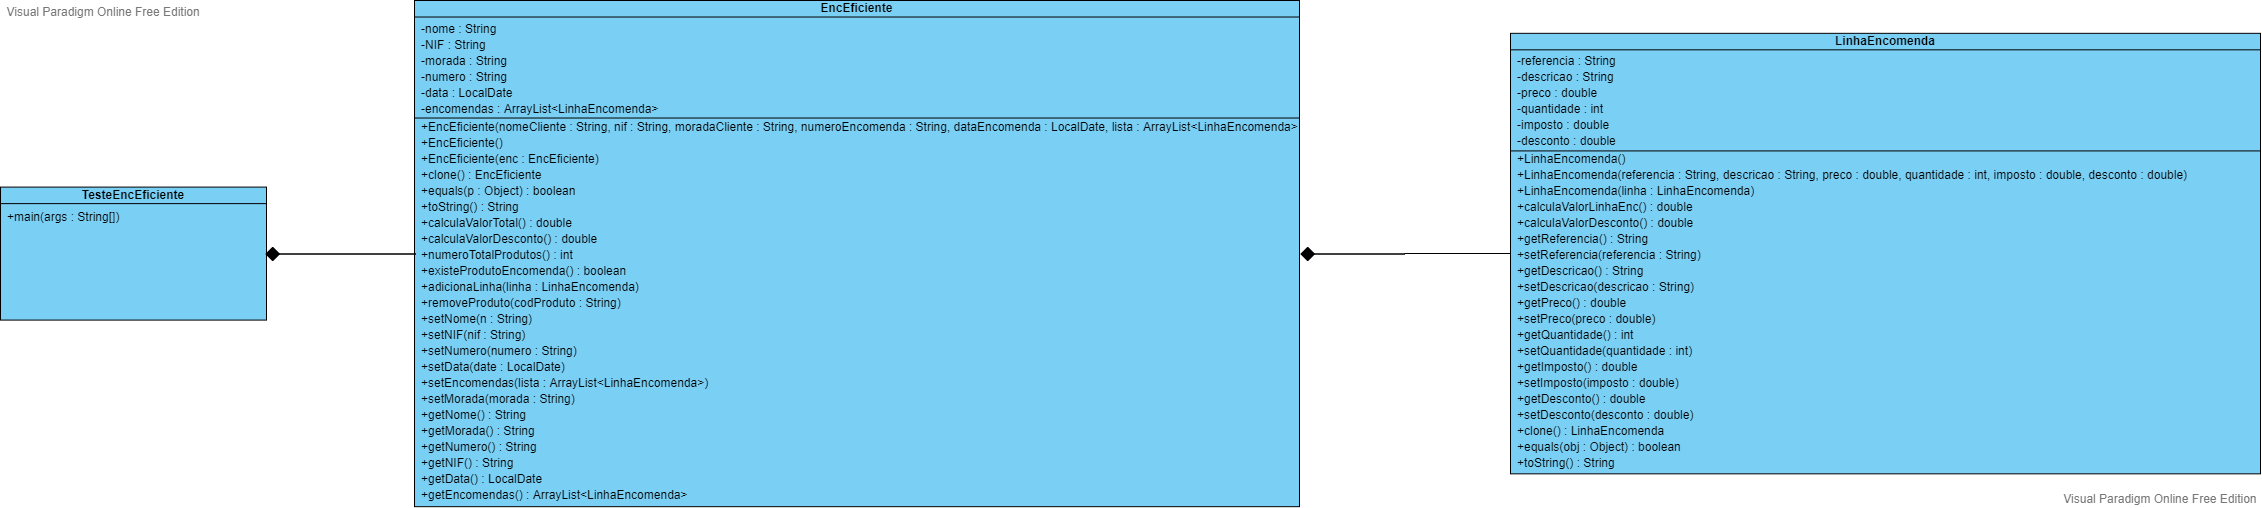 Visual Paradigm Online Free Edition
TesteEncEficiente
+main(args : String[])
EncEficiente
-nome : String
-NIF : String
-morada : String
-numero : String
-data : LocalDate
-encomendas : ArrayList<LinhaEncomenda>
+EncEficiente(nomeCliente : String, nif : String, moradaCliente : String, numeroEncomenda : String, dataEncomenda : LocalDate, lista : ArrayList<LinhaEncomenda>
+EncEficiente()
+EncEficiente(enc : EncEficiente)
+clone() : EncEficiente
+equals(p : Object) : boolean
+toString() : String
+calculaValorTotal() : double
+calculaValorDesconto() : double
+numeroTotalProdutos() : int
+existeProdutoEncomenda() : boolean
+adicionaLinha(linha : LinhaEncomenda)
+removeProduto(codProduto : String)
+setNome(n : String)
+setNIF(nif : String)
+setNumero(numero : String)
+setData(date : LocalDate)
+setEncomendas(lista : ArrayList<LinhaEncomenda>)
+setMorada(morada : String)
+getNome() : String
+getMorada() : String
+getNumero() : String
+getNIF() : String
+getData() : LocalDate
+getEncomendas() : ArrayList<LinhaEncomenda>
LinhaEncomenda
-referencia : String
-descricao : String
-preco : double
-quantidade : int
-imposto : double
-desconto : double
+LinhaEncomenda()
+LinhaEncomenda(referencia : String, descricao : String, preco : double, quantidade : int, imposto : double, desconto : double)
+LinhaEncomenda(linha : LinhaEncomenda)
+calculaValorLinhaEnc() : double
+calculaValorDesconto() : double
+getReferencia() : String
+setReferencia(referencia : String)
+getDescricao() : String
+setDescricao(descricao : String)
+getPreco() : double
+setPreco(preco : double)
+getQuantidade() : int
+setQuantidade(quantidade : int)
+getImposto() : double
+setImposto(imposto : double)
+getDesconto() : double
+setDesconto(desconto : double)
+clone() : LinhaEncomenda
+equals(obj : Object) : boolean
+toString() : String
Visual Paradigm Online Free Edition